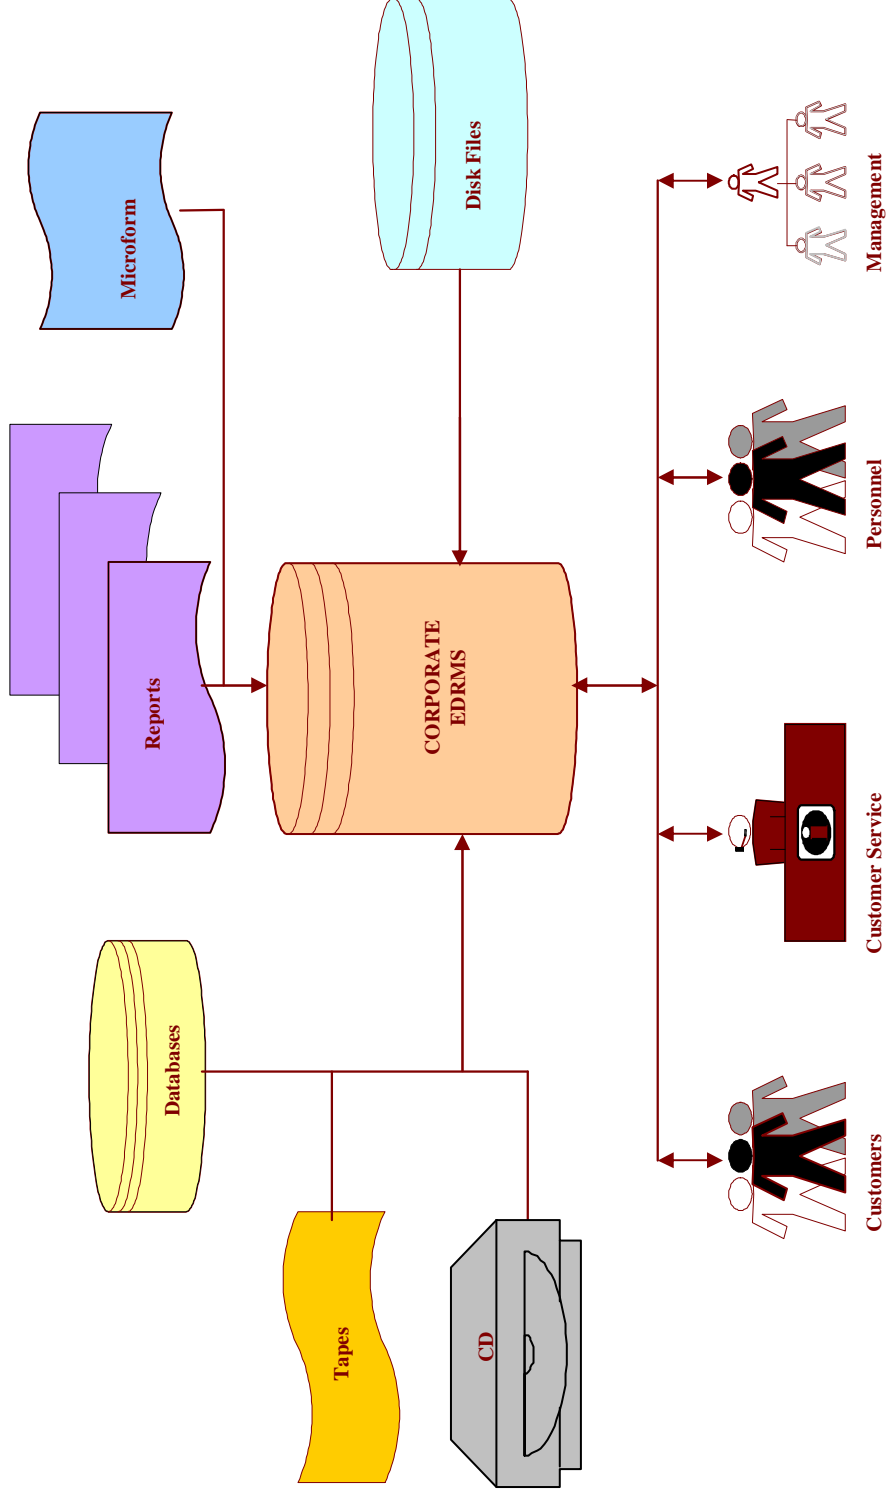 Microform
Reports
Databases
Disk Files
Tapes
CORPORATE
EDRMS
CD
Customers
Customer Service
Personnel
Management